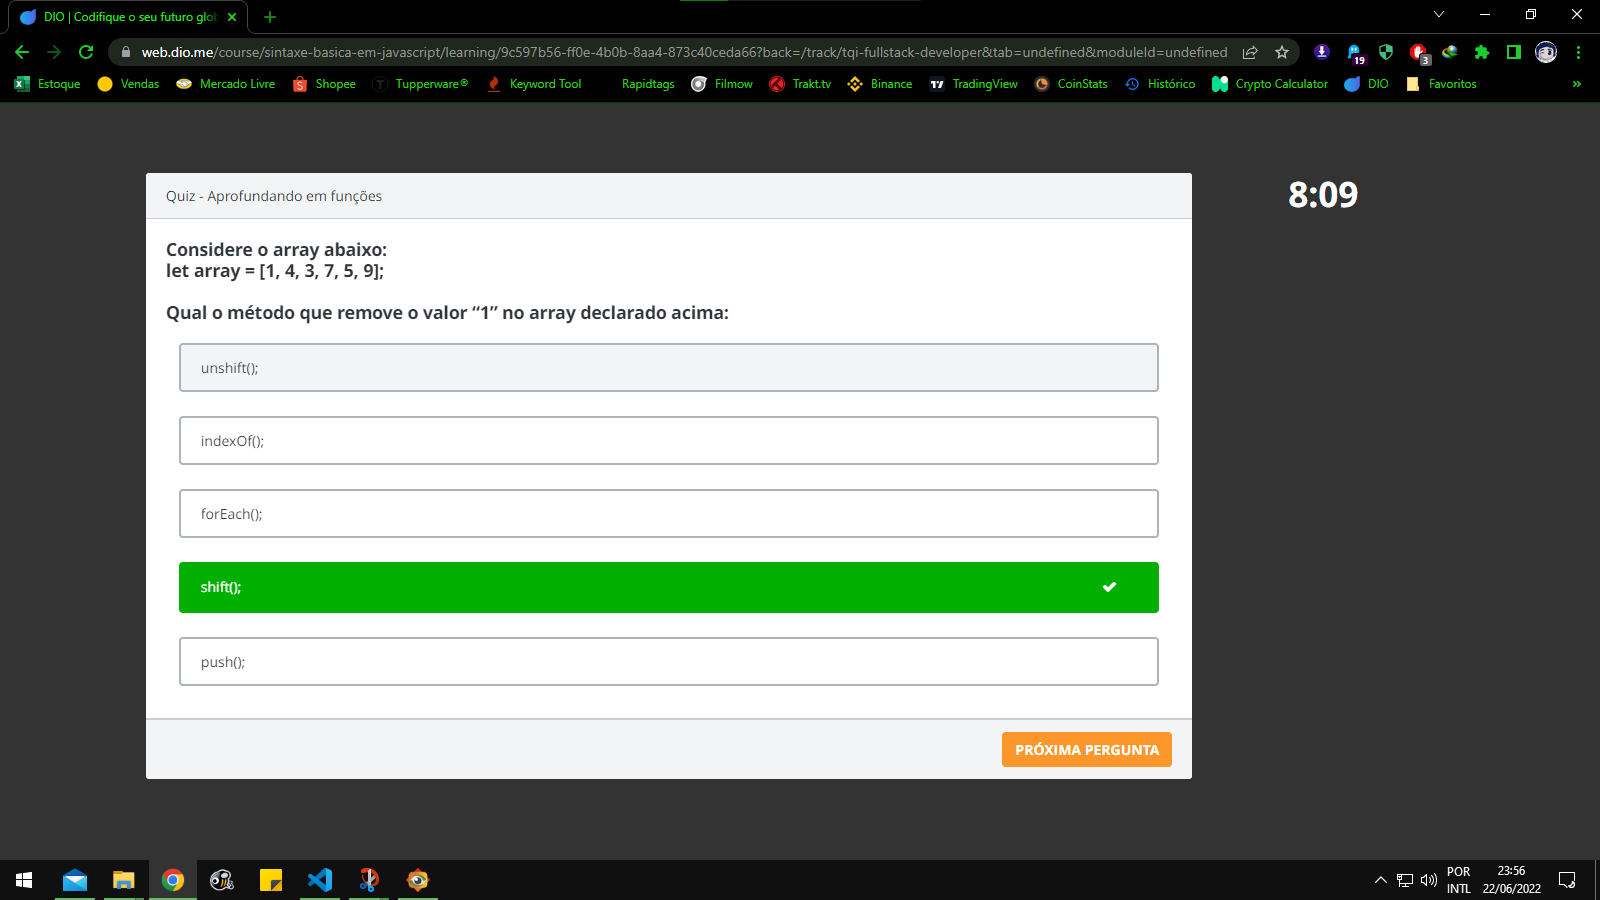 DIO | Codifique o seu futuro glob
web.dio.me/course/sintaxe-basica-em-javascript/learning/9c597b56-ff0e-4b0b-8aa4-873c40ceda66?back=/track/tqi-fullstack-developer&tab=undefined&moduleId=undefined
19
3
Estoque
Vendas
Mercado Livre
Shopee
Tupperware®
Keyword Tool
Rapidtags
Filmow
Trakt.tv
Binance
TradingView
CoinStats
Histórico
Crypto Calculator
DIO
Favoritos
»
Quiz - Aprofundando em funções
8:09
Considere o array abaixo:
let array = [1, 4, 3, 7, 5, 9];
Qual o método que remove o valor “1” no array declarado acima:
unshift();
indexOf();
forEach();
shift();
push();
PRÓXIMA PERGUNTA
POR
INTL
23:56
22/06/2022